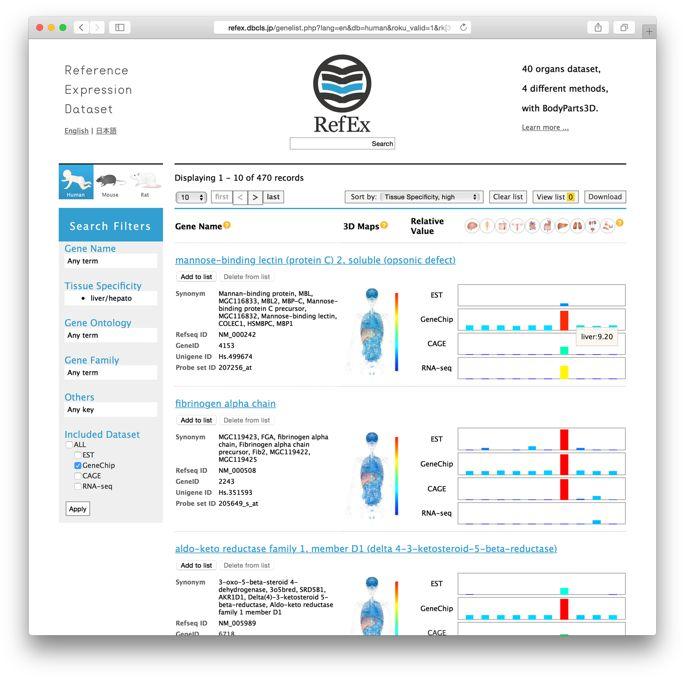 refex.dbcls.jp/genelist.php?lang=en&db=human&roku_valid=1&rk
Reference
Expression
Dataset
English | 日本語
RefEx
Search
40 organs dataset,
4 different methods,
with BodyParts3D.
Learn more ...
Human
Mouse
Rat
Search Filters
Gene Name
Any term
Tissue Specificity
• liver/hepato
Gene Ontology
Any term
Gene Family
Any term
Others
Any key
Included Dataset
ALL
EST
GeneChip
CAGE
RNA-seq
Apply
Displaying 1 - 10 of 470 records
10
first
<
>
last
Sort by:
Tissue Specificity, high
Clear list
View list 0
Download
Gene Name ?
3D Maps ?
Relative
Value
?
mannose-binding lectin (protein C) 2, soluble (opsonic defect)
Add to list
Delete from list
Synonym
Mannan-binding protein, MBL,
MGC116833, MBL2, MBP-C, Mannose-
binding protein C precursor,
MGC116832, Mannose-binding lectin,
COLEC1, HSMBPC, MBP1
Refseq ID
NM_000242
GeneID
4153
Unigene ID
Hs.499674
Probe set ID
207256_at
EST
GeneChip
CAGE
RNA-seq
liver:9.20
fibrinogen alpha chain
Add to list
Delete from list
Synonym
MGC119423, FGA, fibrinogen alpha
chain, Fibrinogen alpha chain
precursor, Fib2, MGC119422,
MGC119425
Refseq ID
NM_000508
GeneID
2243
Unigene ID
Hs.351593
Probe set ID
205649_s_at
EST
GeneChip
CAGE
RNA-seq
aldo-keto reductase family 1, member D1 (delta 4-3-ketosteroid-5-beta-reductase)
Add to list
Delete from list
Synonym
3-oxo-5-beta-steroid 4-
dehydrogenase, 3o5bred, SRD5B1,
AKR1D1, Delta(4)-3-ketosteroid 5-
beta-reductase, Aldo-keto reductase
family 1 member D1
Refseq ID
NM_005989
GeneID
6718
EST
GeneChip
CAGE